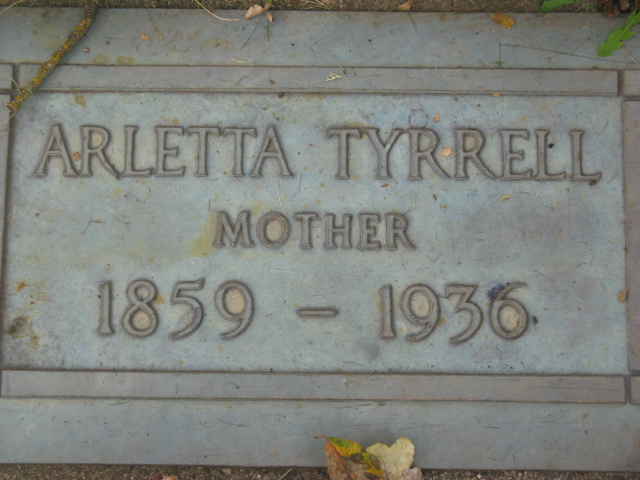 ARLETTA TYRRELL
MOTHER
1859 – 1936